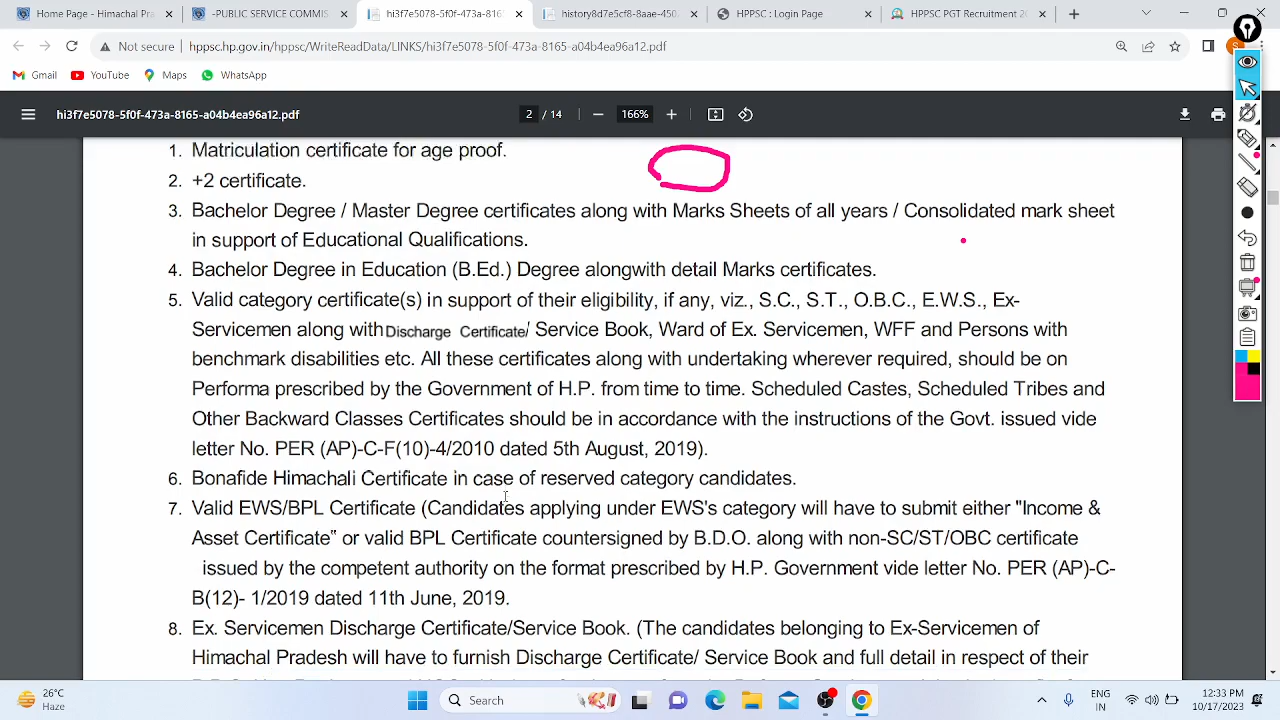 Home Page - Himachal Pra
-PUBLIC SERVICE COMMIS
hi3f7e5078-5f0f-473a-8165
history8d7e5cf8-8aae-450
HPPSC : Login Page
HPPSC PGT Recruitment 20
Not secure
hppsc.hp.gov.in/hppsc/WriteReadData/LINKS/hi3f7e5078-5f0f-473a-8165-a04b4ea96a12.pdf
Gmail
YouTube
Maps
WhatsApp
hi3f7e5078-5f0f-473a-8165-a04b4ea96a12.pdf
2 / 14
166%
1. Matriculation certificate for age proof.
2. +2 certificate.
3. Bachelor Degree / Master Degree certificates along with Marks Sheets of all years / Consolidated mark sheet
in support of Educational Qualifications.
4. Bachelor Degree in Education (B.Ed.) Degree alongwith detail Marks certificates.
5. Valid category certificate(s) in support of their eligibility, if any, viz., S.C., S.T., O.B.C., E.W.S., Ex-
Servicemen along with Discharge Certificate/ Service Book, Ward of Ex. Servicemen, WFF and Persons with
benchmark disabilities etc. All these certificates along with undertaking wherever required, should be on
Performa prescribed by the Government of H.P. from time to time. Scheduled Castes, Scheduled Tribes and
Other Backward Classes Certificates should be in accordance with the instructions of the Govt. issued vide
letter No. PER (AP)-C-F(10)-4/2010 dated 5th August, 2019).
6. Bonafide Himachali Certificate in case of reserved category candidates.
7. Valid EWS/BPL Certificate (Candidates applying under EWS's category will have to submit either "Income &
Asset Certificate‟ or valid BPL Certificate countersigned by B.D.O. along with non-SC/ST/OBC certificate
issued by the competent authority on the format prescribed by H.P. Government vide letter No. PER (AP)-C-
B(12)- 1/2019 dated 11th June, 2019.
8. Ex. Servicemen Discharge Certificate/Service Book. (The candidates belonging to Ex-Servicemen of
Himachal Pradesh will have to furnish Discharge Certificate/ Service Book and full detail in respect of their
26°C
Haze
Search
ENG
IN
12:33 PM
10/17/2023